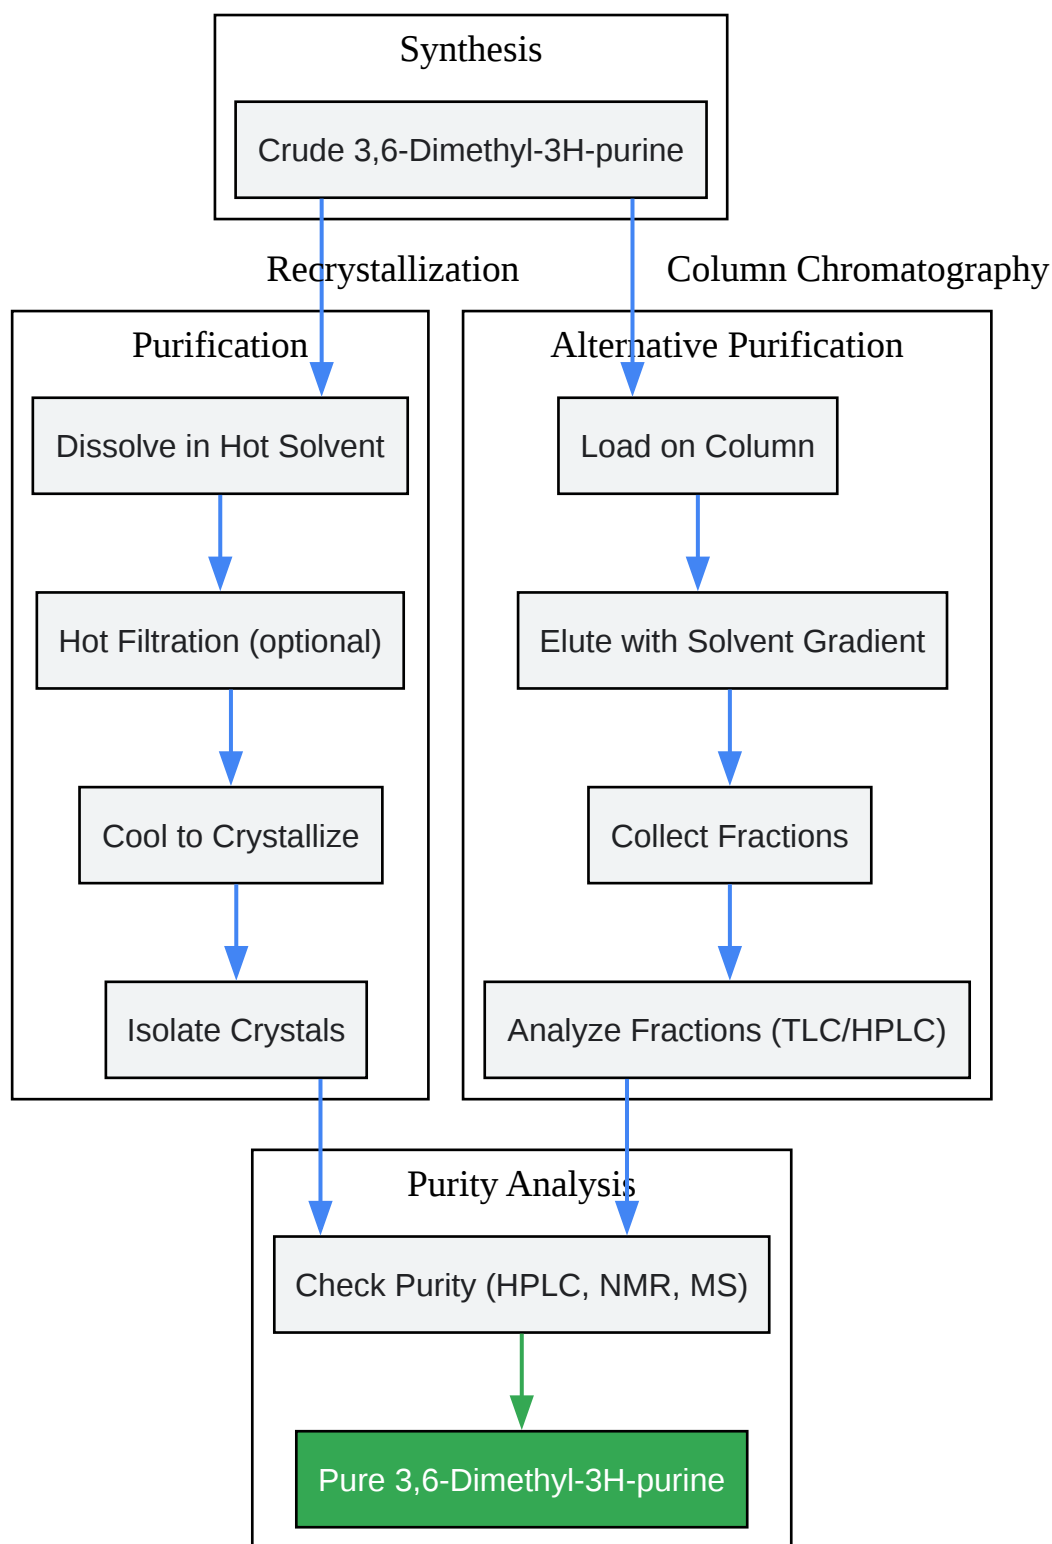 Synthesis
Crude 3,6-Dimethyl-3H-purine
Recrystallization
Column Chromatography
Purification
Dissolve in Hot Solvent
Hot Filtration (optional)
Cool to Crystallize
Isolate Crystals
Alternative Purification
Load on Column
Elute with Solvent Gradient
Collect Fractions
Analyze Fractions (TLC/HPLC)
Purity Analysis
Check Purity (HPLC, NMR, MS)
Pure 3,6-Dimethyl-3H-purine